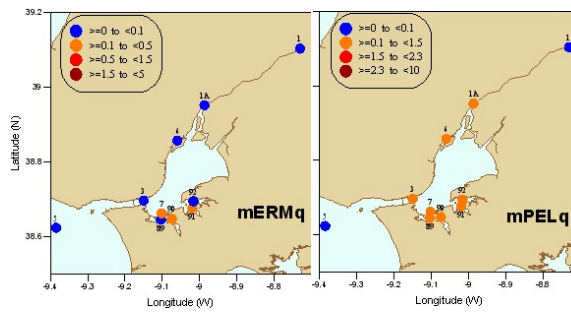 39.2
39
38.8
38.6
Latitude (N)
>=0 to <0.1
>=0.1 to <0.5
>=0.5 to <1.5
>=1.5 to <5
1
1A
6
3
7
90
89
92
91
5
mERMq
-9.4 -9.3 -9.2 -9.1 -9 -8.9 -8.8
Longitude (W)
>=0 to <0.1
>=0.1 to <1.5
>=1.5 to <2.3
>=2.3 to <10
1
1A
6
3
7
90
89
92
91
5
mPELq
-9.4 -9.3 -9.2 -9.1 -9 -8.9 -8.8
Longitude (W)